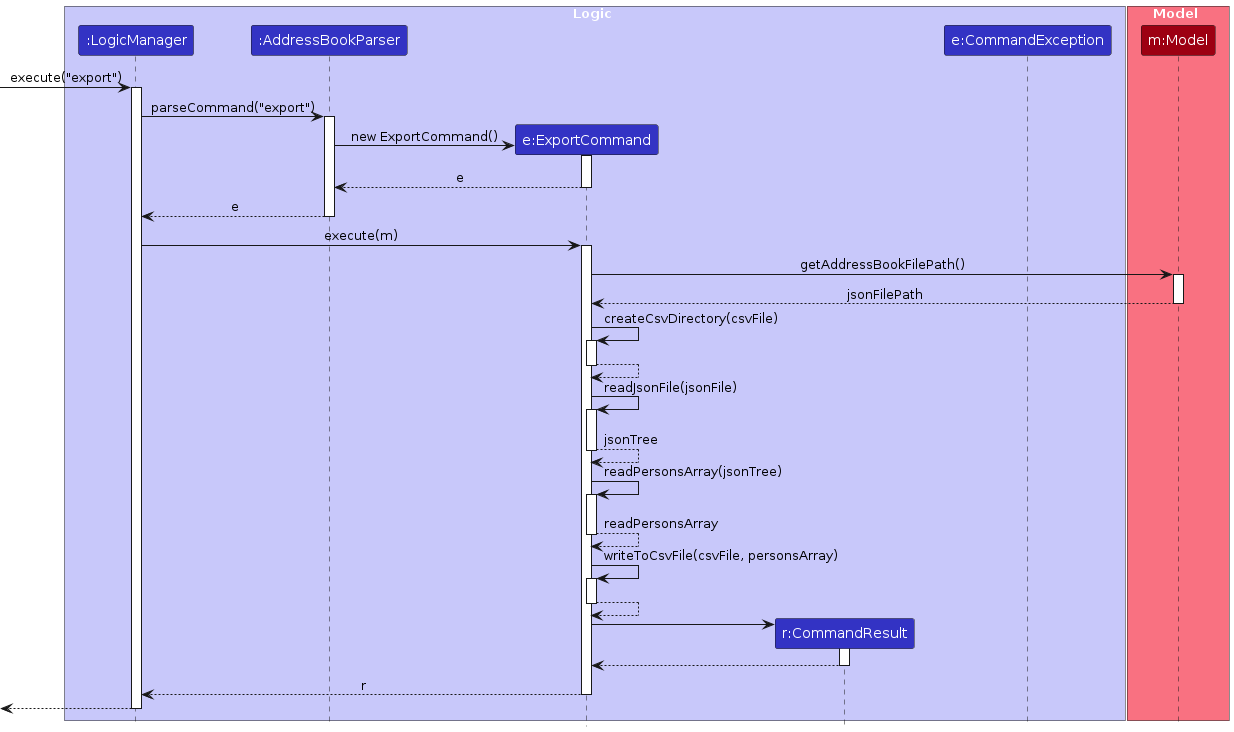 Logic
Model
:LogicManager
:AddressBookParser
e:CommandException
m:Model
execute("export")
parseCommand("export")
new ExportCommand()
e:ExportCommand
e
e
execute(m)
getAddressBookFilePath()
jsonFilePath
createCsvDirectory(csvFile)
readJsonFile(jsonFile)
jsonTree
readPersonsArray(jsonTree)
readPersonsArray
writeToCsvFile(csvFile, personsArray)
r:CommandResult
r